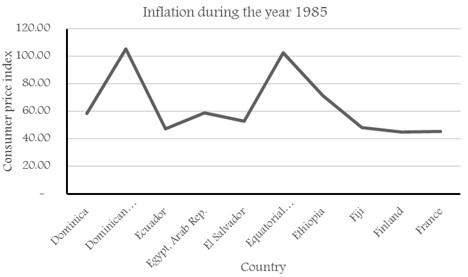 Inflation during the year 1985
Consumer price index
120.00
100.00
80.00
60.00
40.00
20.00
-
Dominica
Dominican...
Ecuador
Egypt, Arab Rep.
El Salvador
Equatorial...
Ethiopia
Fiji
Finland
France
Country